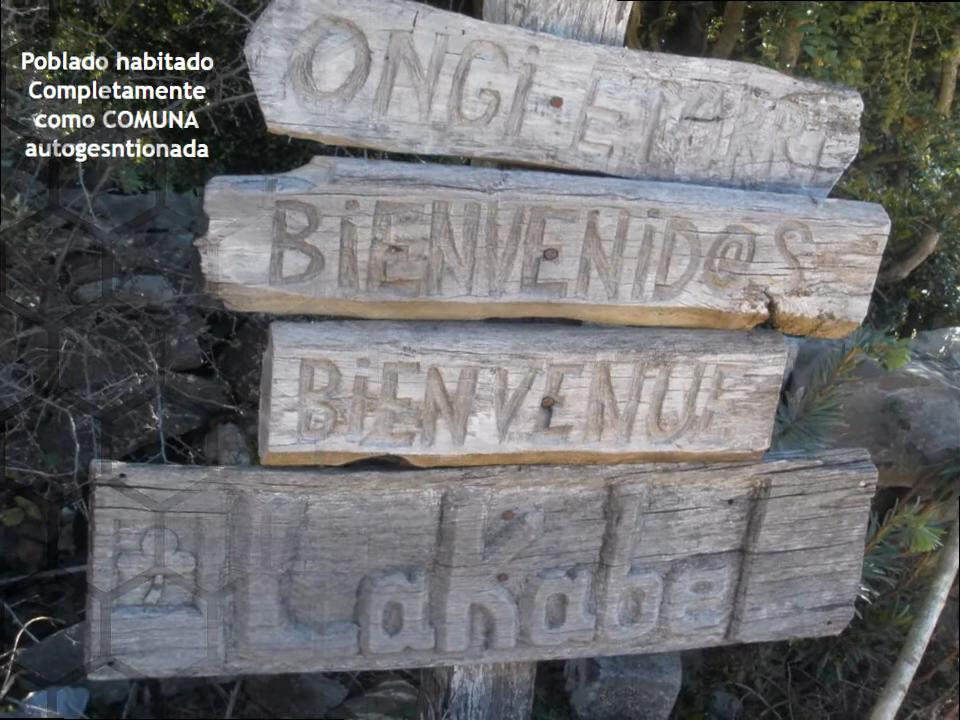 Poblado habitado
Completamente
como COMUNA
autogesntionada
ONGi ETORRi
BiENVENiD@S
BiENVENUE
Lakabe